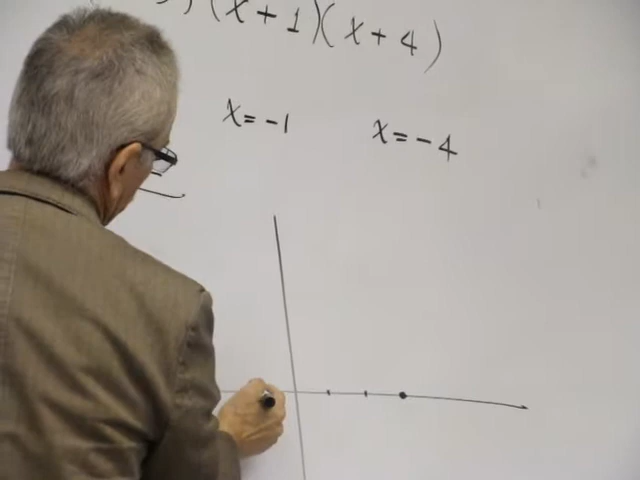 ) (x + 1)(x + 4)
x = -1 x = -4